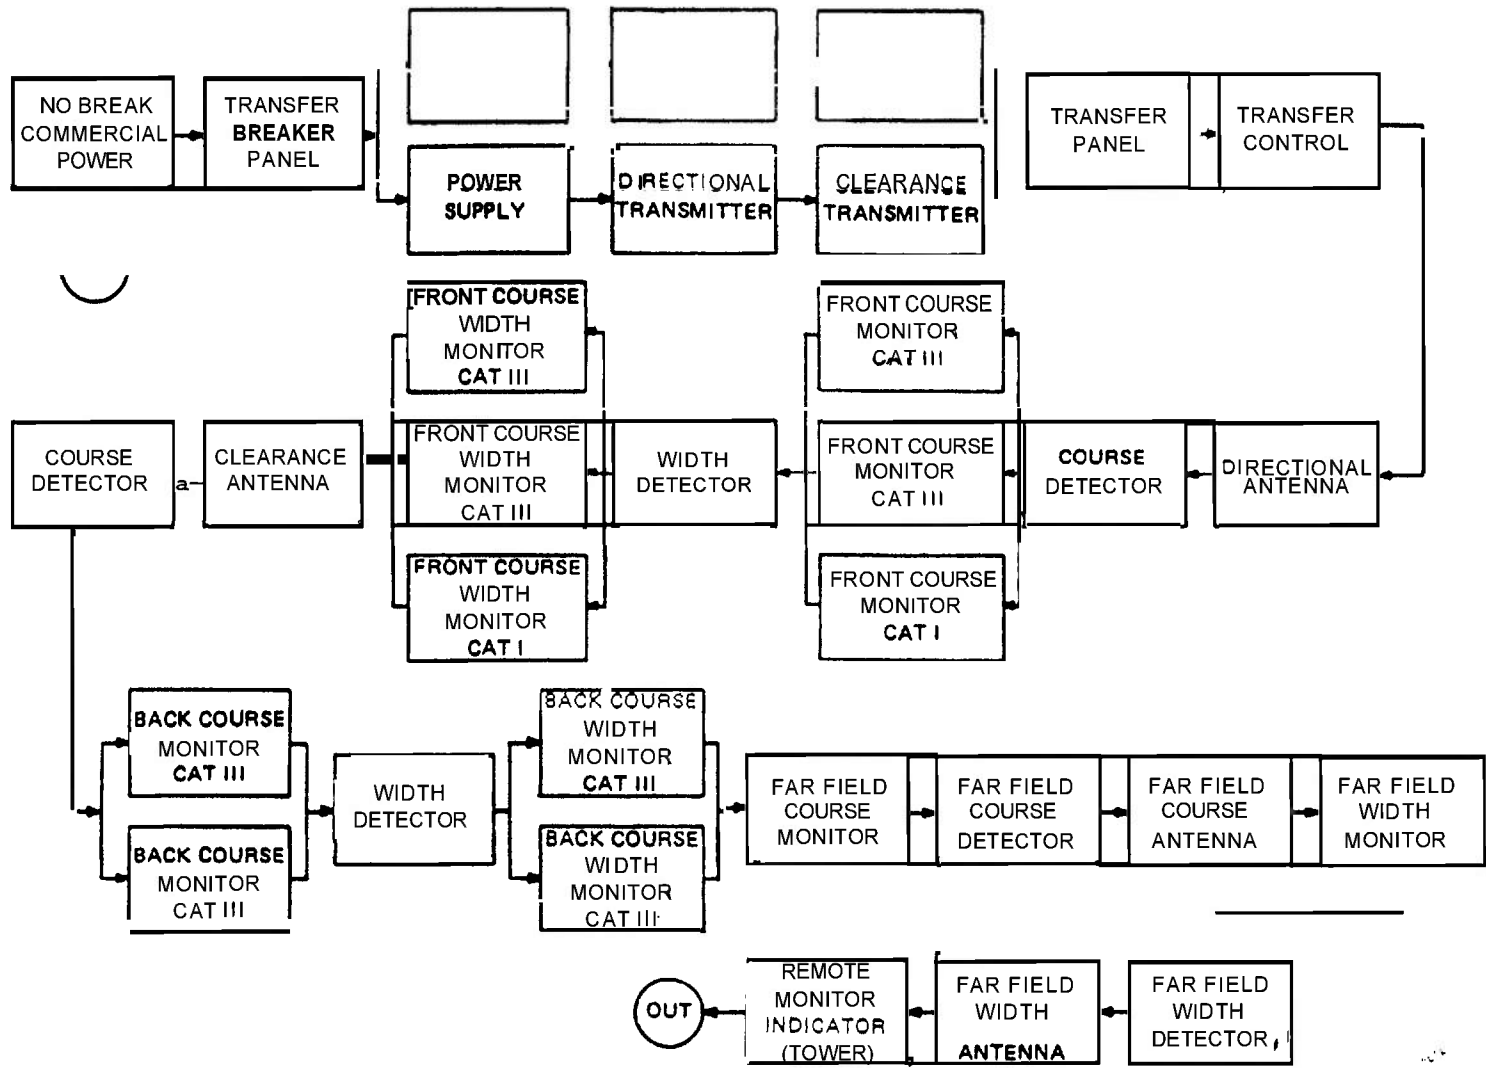 NO BREAK
COMMERCIAL
POWER
TRANSFER
BREAKER
PANEL
POWER
SUPPLY
DIRECTIONAL
TRANSMITTER
CLEARANCE
TRANSMITTER
TRANSFER
PANEL
TRANSFER
CONTROL
FRONT COURSE
WIDTH
MONITOR
CAT III
FRONT COURSE
MONITOR
CAT III
COURSE
DETECTOR
a
CLEARANCE
ANTENNA
FRONT COURSE
WIDTH
MONITOR
CAT III
WIDTH
DETECTOR
FRONT COURSE
MONITOR
CAT III
COURSE
DETECTOR
DIRECTIONAL
ANTENNA
FRONT COURSE
WIDTH
MONITOR
CAT I
FRONT COURSE
MONITOR
CAT I
BACK COURSE
MONITOR
CAT III
BACK COURSE
MONITOR
CAT III
WIDTH
DETECTOR
BACK COURSE
WIDTH
MONITOR
CAT III
BACK COURSE
WIDTH
MONITOR
CAT III
FAR FIELD
COURSE
MONITOR
FAR FIELD
COURSE
DETECTOR
FAR FIELD
COURSE
ANTENNA
FAR FIELD
WIDTH
MONITOR
OUT
REMOTE
MONITOR
INDICATOR
(TOWER)
FAR FIELD
WIDTH
ANTENNA
FAR FIELD
WIDTH
DETECTOR